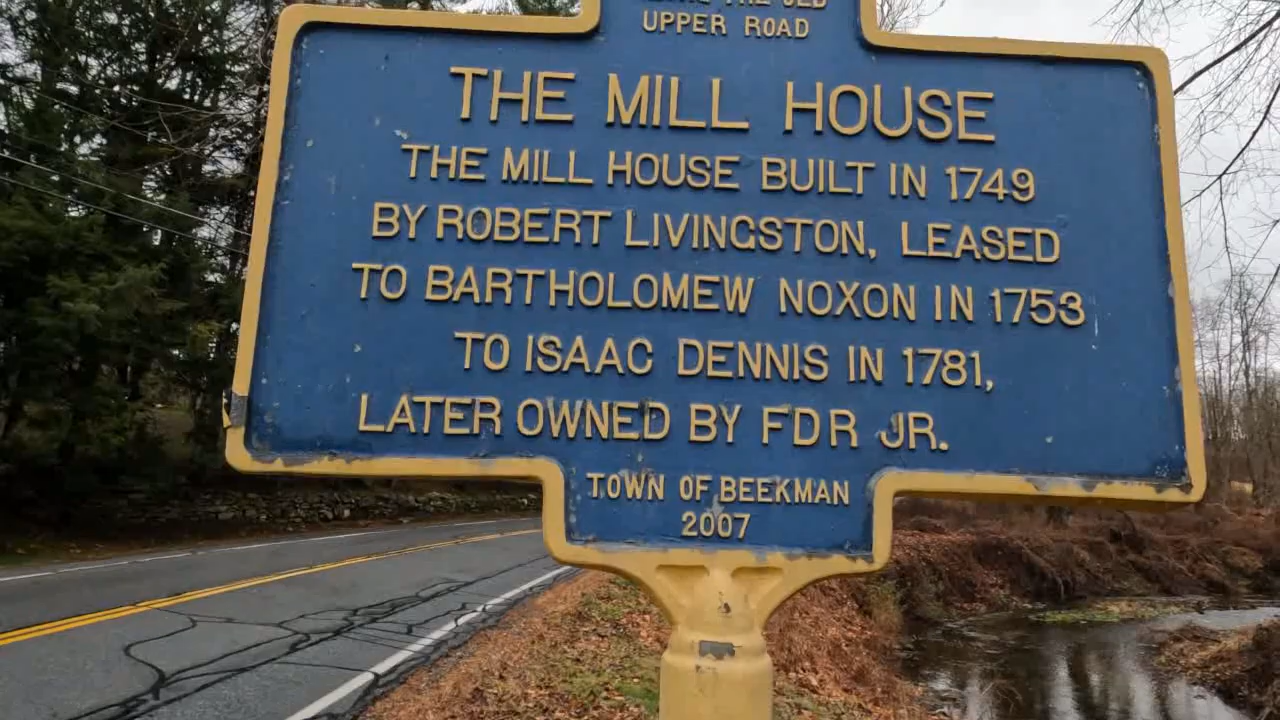 UPPER ROAD
THE MILL HOUSE
THE MILL HOUSE BUILT IN 1749
BY ROBERT LIVINGSTON, LEASED
TO BARTHOLOMEW NOXON IN 1753
TO ISAAC DENNIS IN 1781,
LATER OWNED BY FDR JR.
TOWN OF BEEKMAN
2007